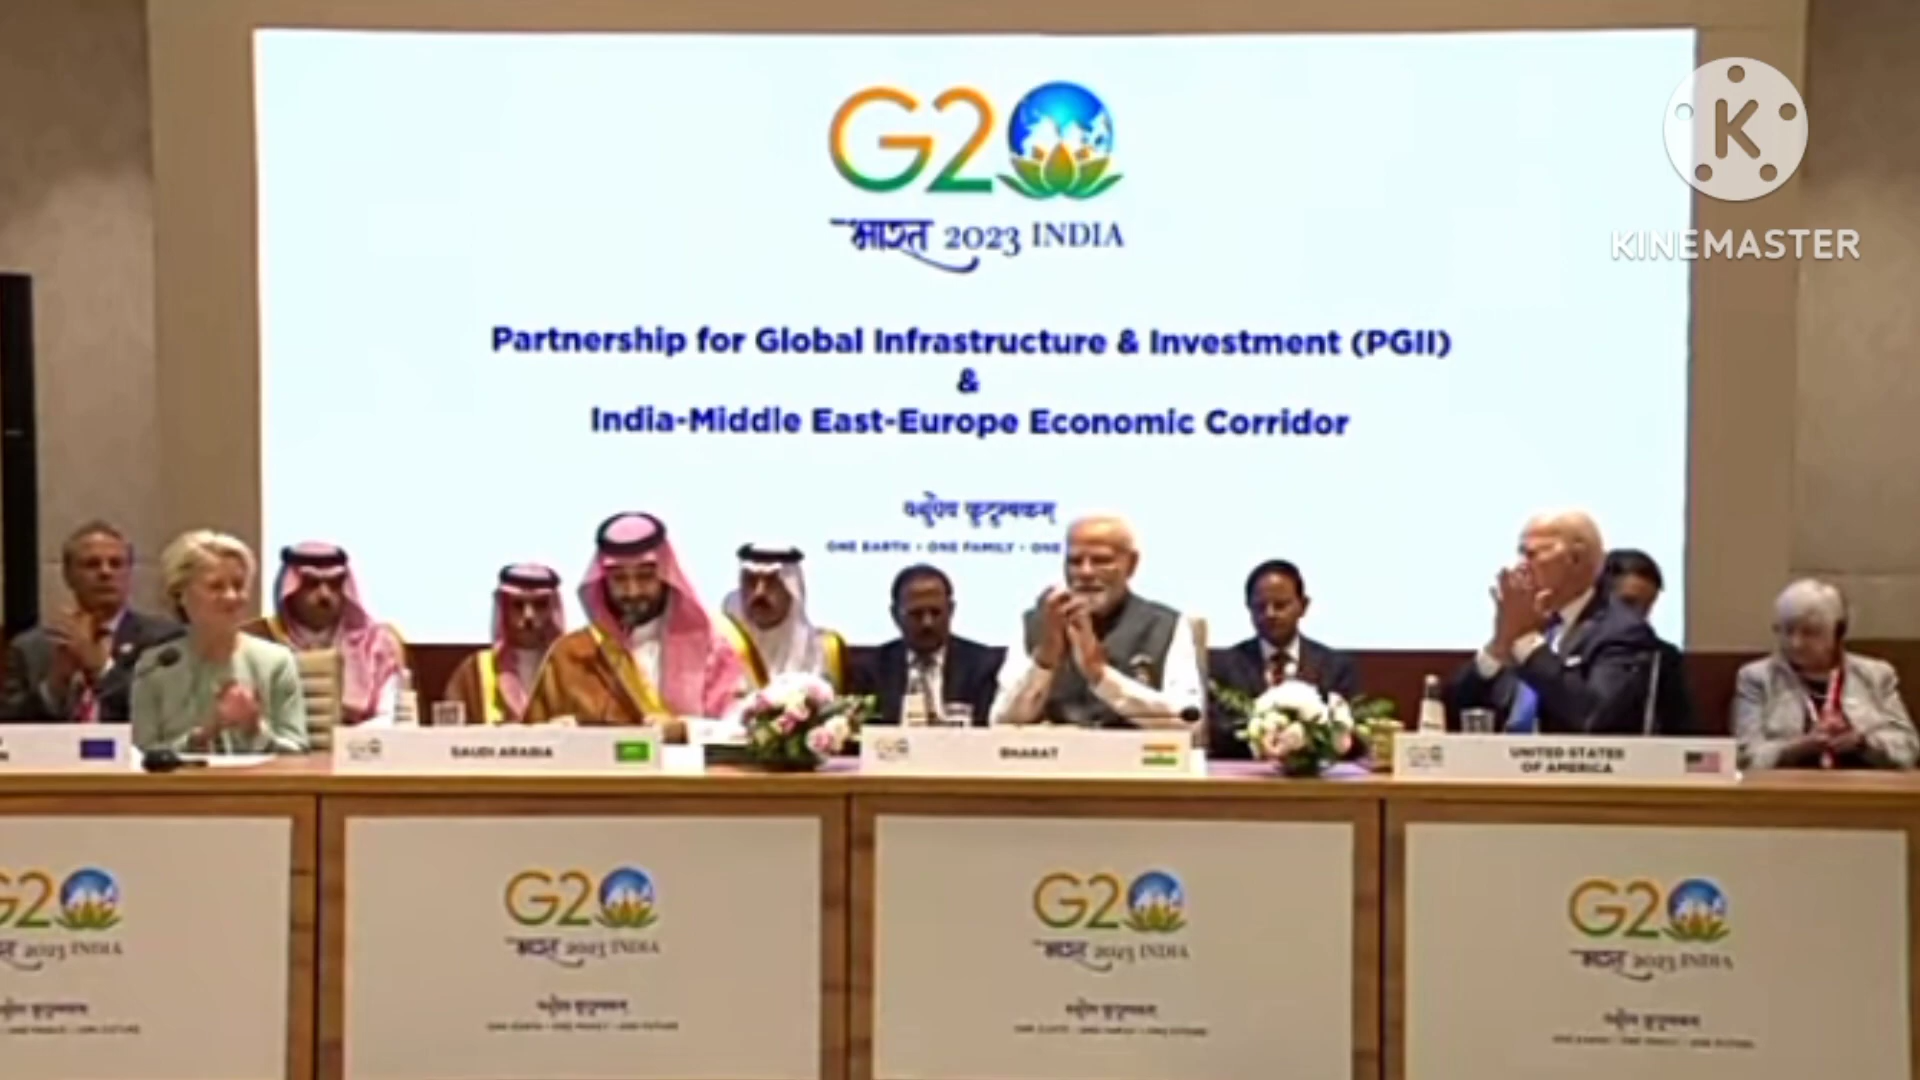 G20
भारत 2023 INDIA
K
KINEMASTER
Partnership for Global Infrastructure & Investment (PGII)
&
India-Middle East-Europe Economic Corridor
वसुधैव कुटुम्बकम्
ONE EARTH • ONE FAMILY • ONE
SAUDI ARABIA
BHARAT
UNITED STATES
OF AMERICA
G20
भारत 2023 INDIA
G20
भारत 2023 INDIA
G20
भारत 2023 INDIA
G20
भारत 2023 INDIA